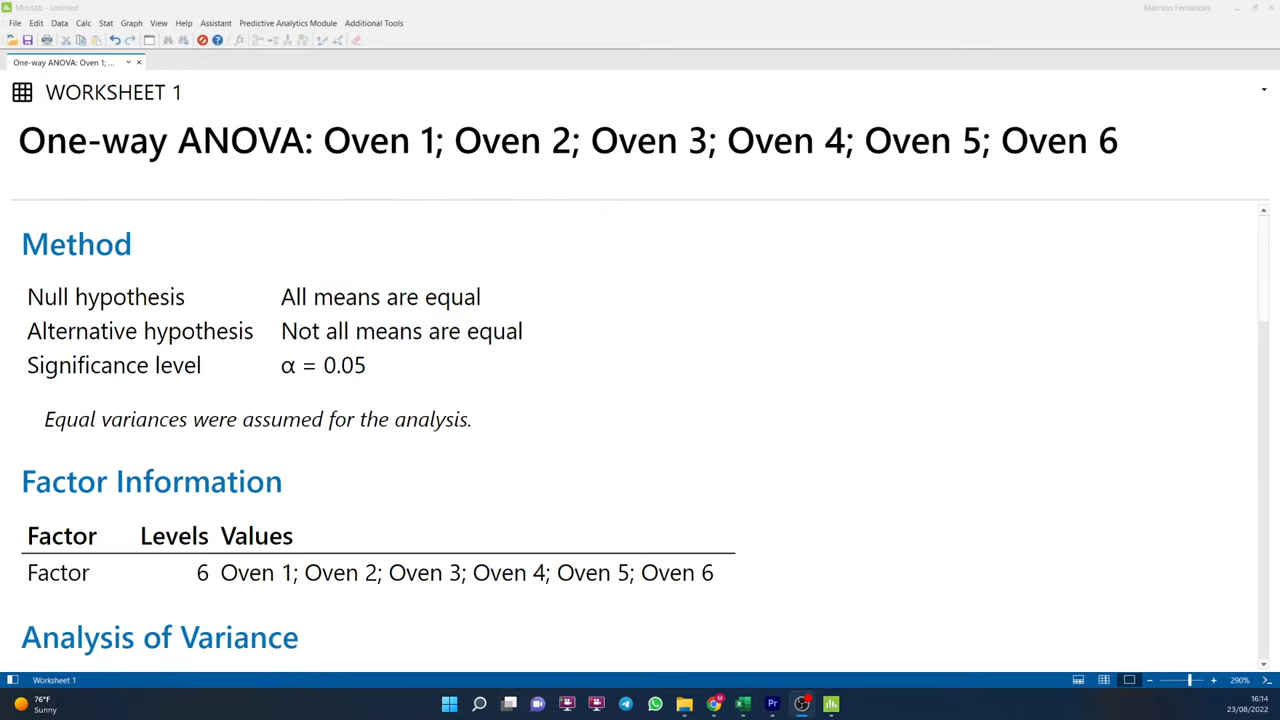 Minitab - Untitled
Marcelo Fernandes
File Edit Data Calc Stat Graph View Help Assistant Predictive Analytics Module Additional Tools
One-way ANOVA: Oven 1; ...
WORKSHEET 1
One-way ANOVA: Oven 1; Oven 2; Oven 3; Oven 4; Oven 5; Oven 6
Method
Null hypothesis All means are equal
Alternative hypothesis Not all means are equal
Significance level α = 0.05
Equal variances were assumed for the analysis.
Factor Information
Factor Levels Values
Factor 6 Oven 1; Oven 2; Oven 3; Oven 4; Oven 5; Oven 6
Analysis of Variance
Worksheet 1
290%
76°F
Sunny
16:14
23/08/2022